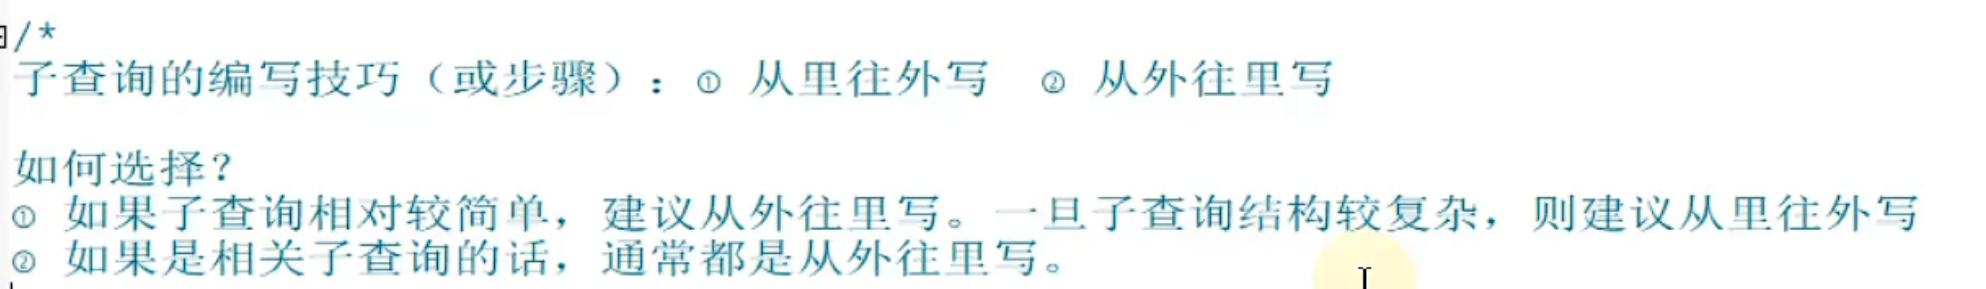 /*
子查询的编写技巧（或步骤）：① 从里往外写  ② 从外往里写
如何选择？
① 如果子查询相对较简单，建议从外往里写。一旦子查询结构较复杂，则建议从里往外写
② 如果是相关子查询的话，通常都是从外往里写。